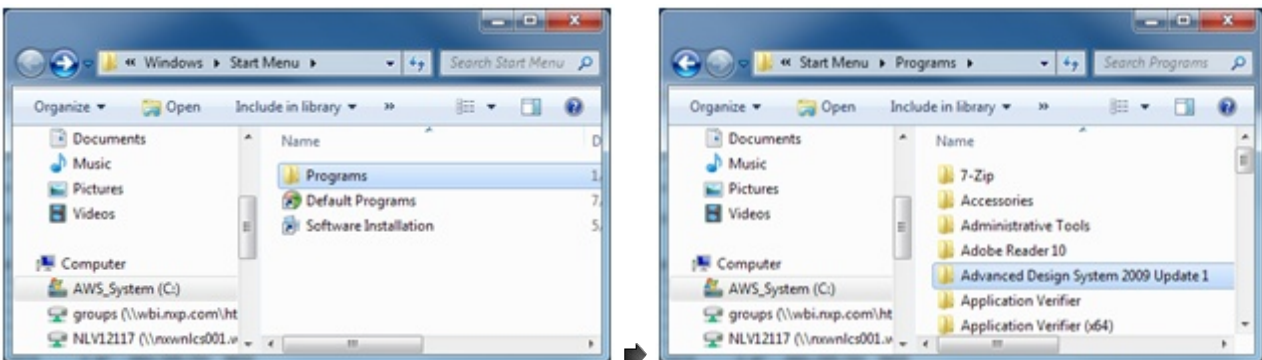 « Windows ▸ Start Menu ▸
Search Start Menu
Organize ▾ Open Include in library ▾ »
Documents
Music
Pictures
Videos
Computer
AWS_System (C:)
groups (\\wbi.nxp.com\ht
NLV12117 (\\nxwnlcs001.w
Name D
Programs 1/
Default Programs 7/
Software Installation 5/
« Start Menu ▸ Programs ▸
Search Programs
Organize ▾ Open Include in library ▾ »
Documents
Music
Pictures
Videos
Computer
AWS_System (C:)
groups (\\wbi.nxp.com\ht
NLV12117 (\\nxwnlcs001.w
Name
7-Zip
Accessories
Administrative Tools
Adobe Reader 10
Advanced Design System 2009 Update 1
Application Verifier
Application Verifier (x64)